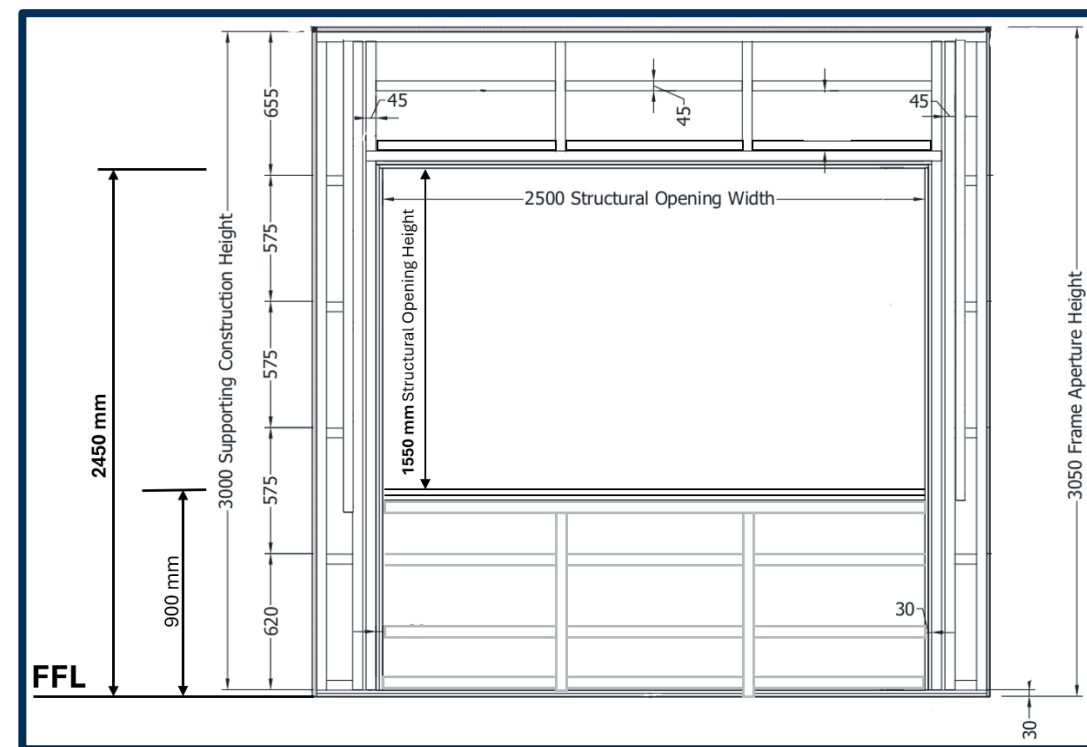 655
45
45
45
3000 Supporting Construction Height
575
575
575
620
2500 Structural Opening Width
1550 mm Structural Opening Height
2450 mm
900 mm
3050 Frame Aperture Height
30
FFL
30